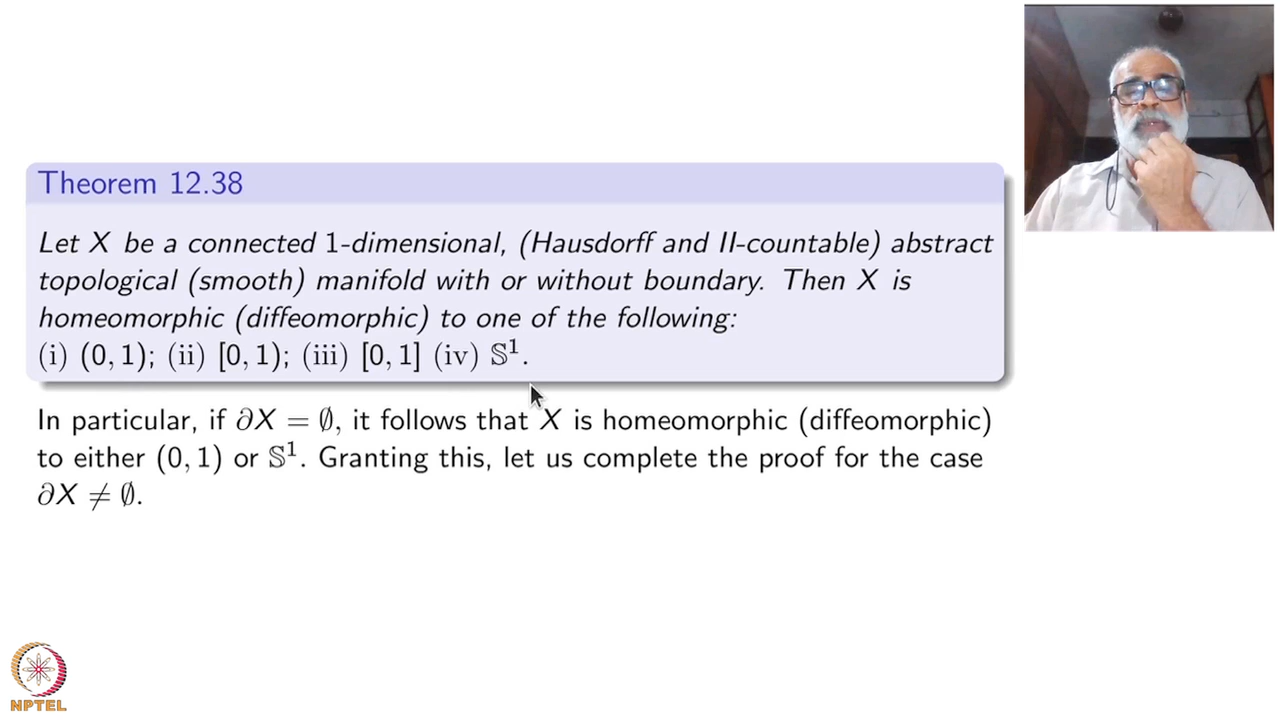 Theorem 12.38
Let X be a connected 1-dimensional, (Hausdorff and II-countable) abstract
topological (smooth) manifold with or without boundary. Then X is
homeomorphic (diffeomorphic) to one of the following:
(i) (0, 1); (ii) [0, 1); (iii) [0, 1] (iv) 𝕊¹.
In particular, if ∂X = ∅, it follows that X is homeomorphic (diffeomorphic)
to either (0, 1) or 𝕊¹. Granting this, let us complete the proof for the case
∂X ≠ ∅.
NPTEL